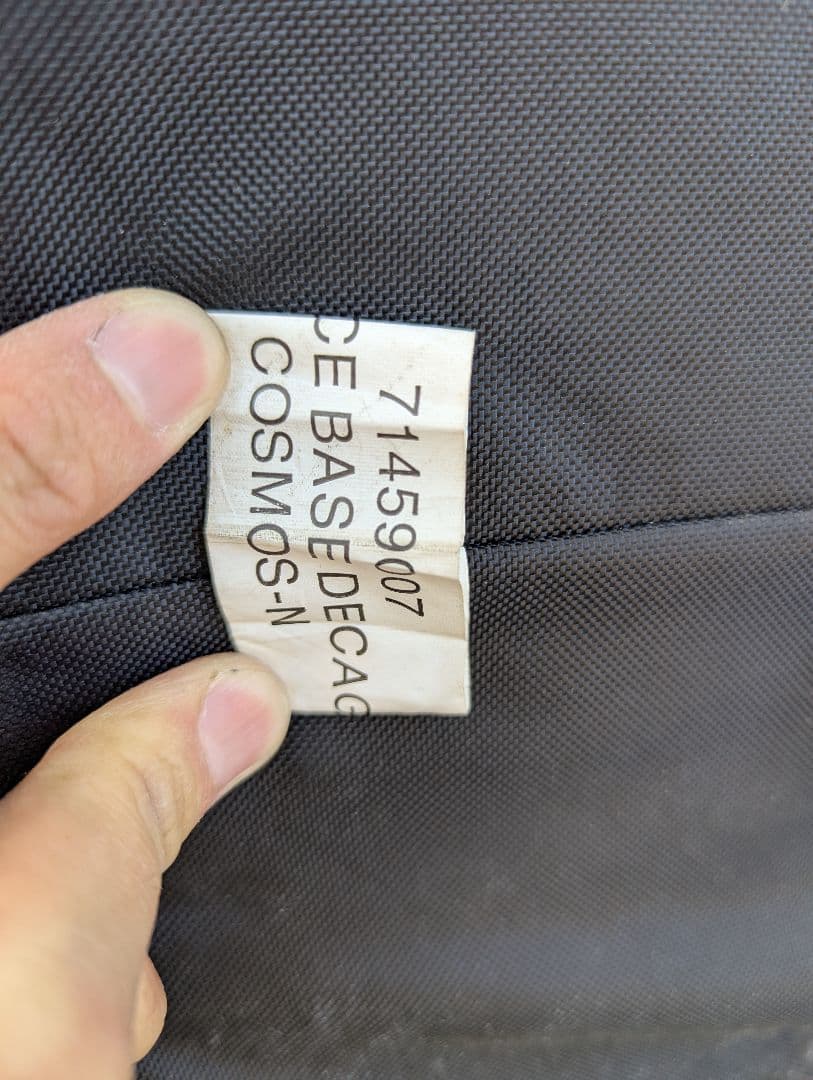 71459007
CE BASE DECAG
COSMOS-N